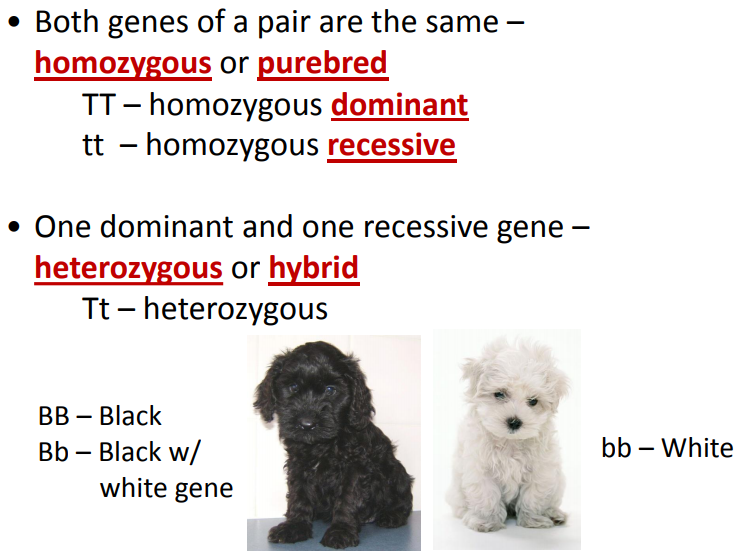 • Both genes of a pair are the same –
homozygous or purebred
TT – homozygous dominant
tt – homozygous recessive
• One dominant and one recessive gene –
heterozygous or hybrid
Tt – heterozygous
BB – Black
Bb – Black w/
white gene
bb – White